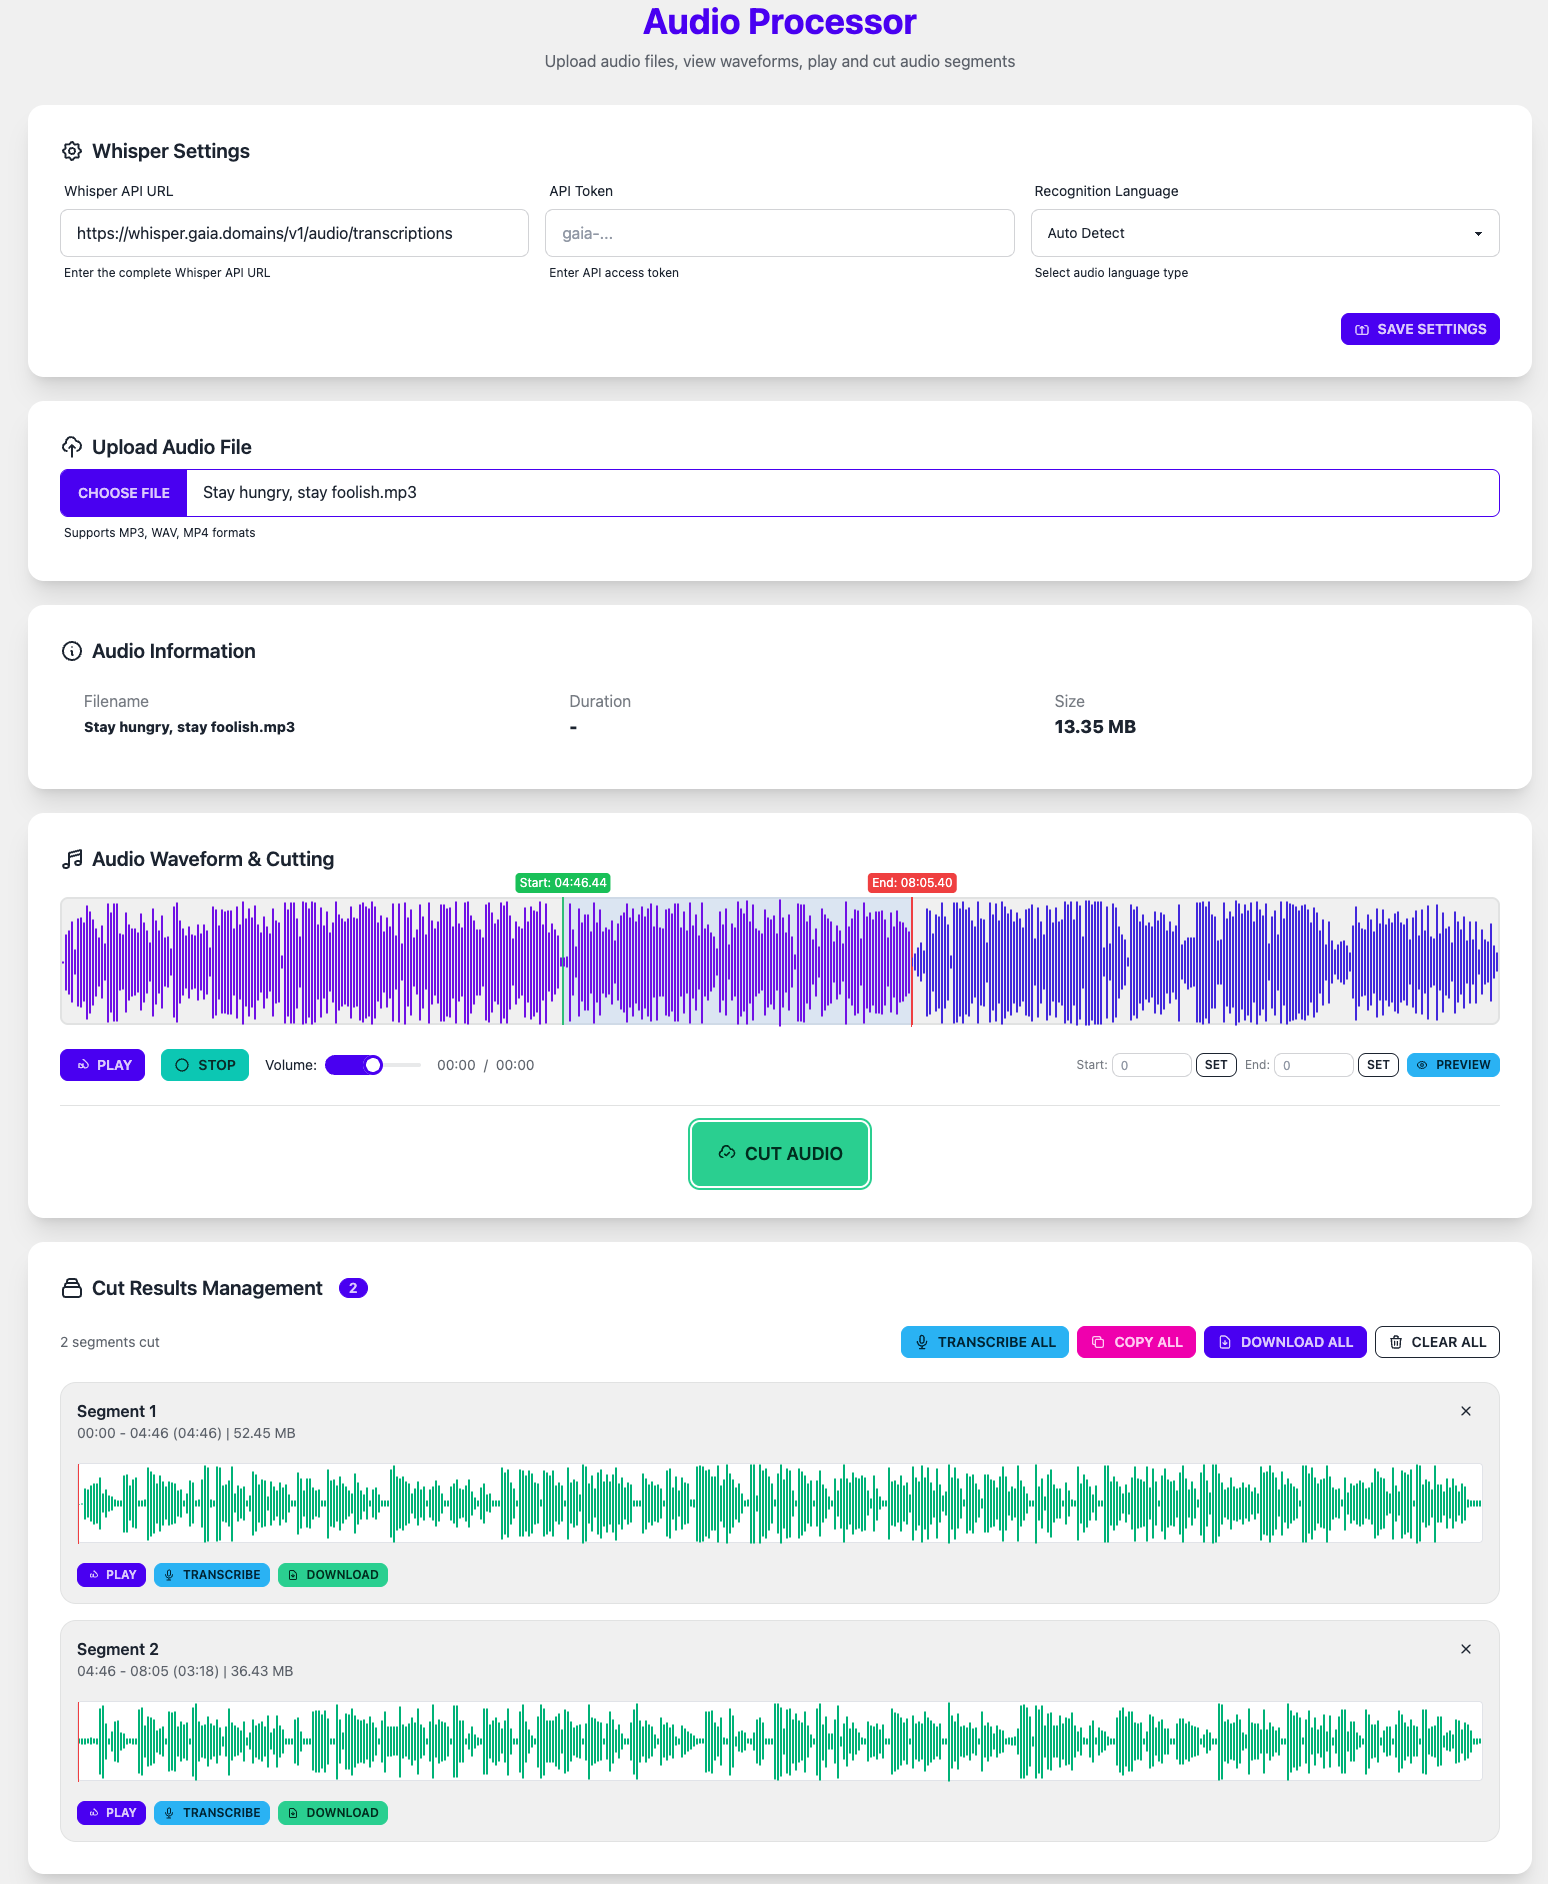 Audio Processor
Upload audio files, view waveforms, play and cut audio segments
Whisper Settings
Whisper API URL
API Token
Recognition Language
https://whisper.gaia.domains/v1/audio/transcriptions
gaia-...
Auto Detect
Enter the complete Whisper API URL
Enter API access token
Select audio language type
SAVE SETTINGS
Upload Audio File
CHOOSE FILE Stay hungry, stay foolish.mp3
Supports MP3, WAV, MP4 formats
Audio Information
Filename
Duration
Size
Stay hungry, stay foolish.mp3
-
13.35 MB
Audio Waveform & Cutting
Start: 04:46.44
End: 08:05.40
PLAY
STOP
Volume:
00:00 / 00:00
Start: 0 SET
End: 0 SET
PREVIEW
CUT AUDIO
Cut Results Management 2
2 segments cut
TRANSCRIBE ALL
COPY ALL
DOWNLOAD ALL
CLEAR ALL
Segment 1
00:00 - 04:46 (04:46) | 52.45 MB
PLAY
TRANSCRIBE
DOWNLOAD
Segment 2
04:46 - 08:05 (03:18) | 36.43 MB
PLAY
TRANSCRIBE
DOWNLOAD